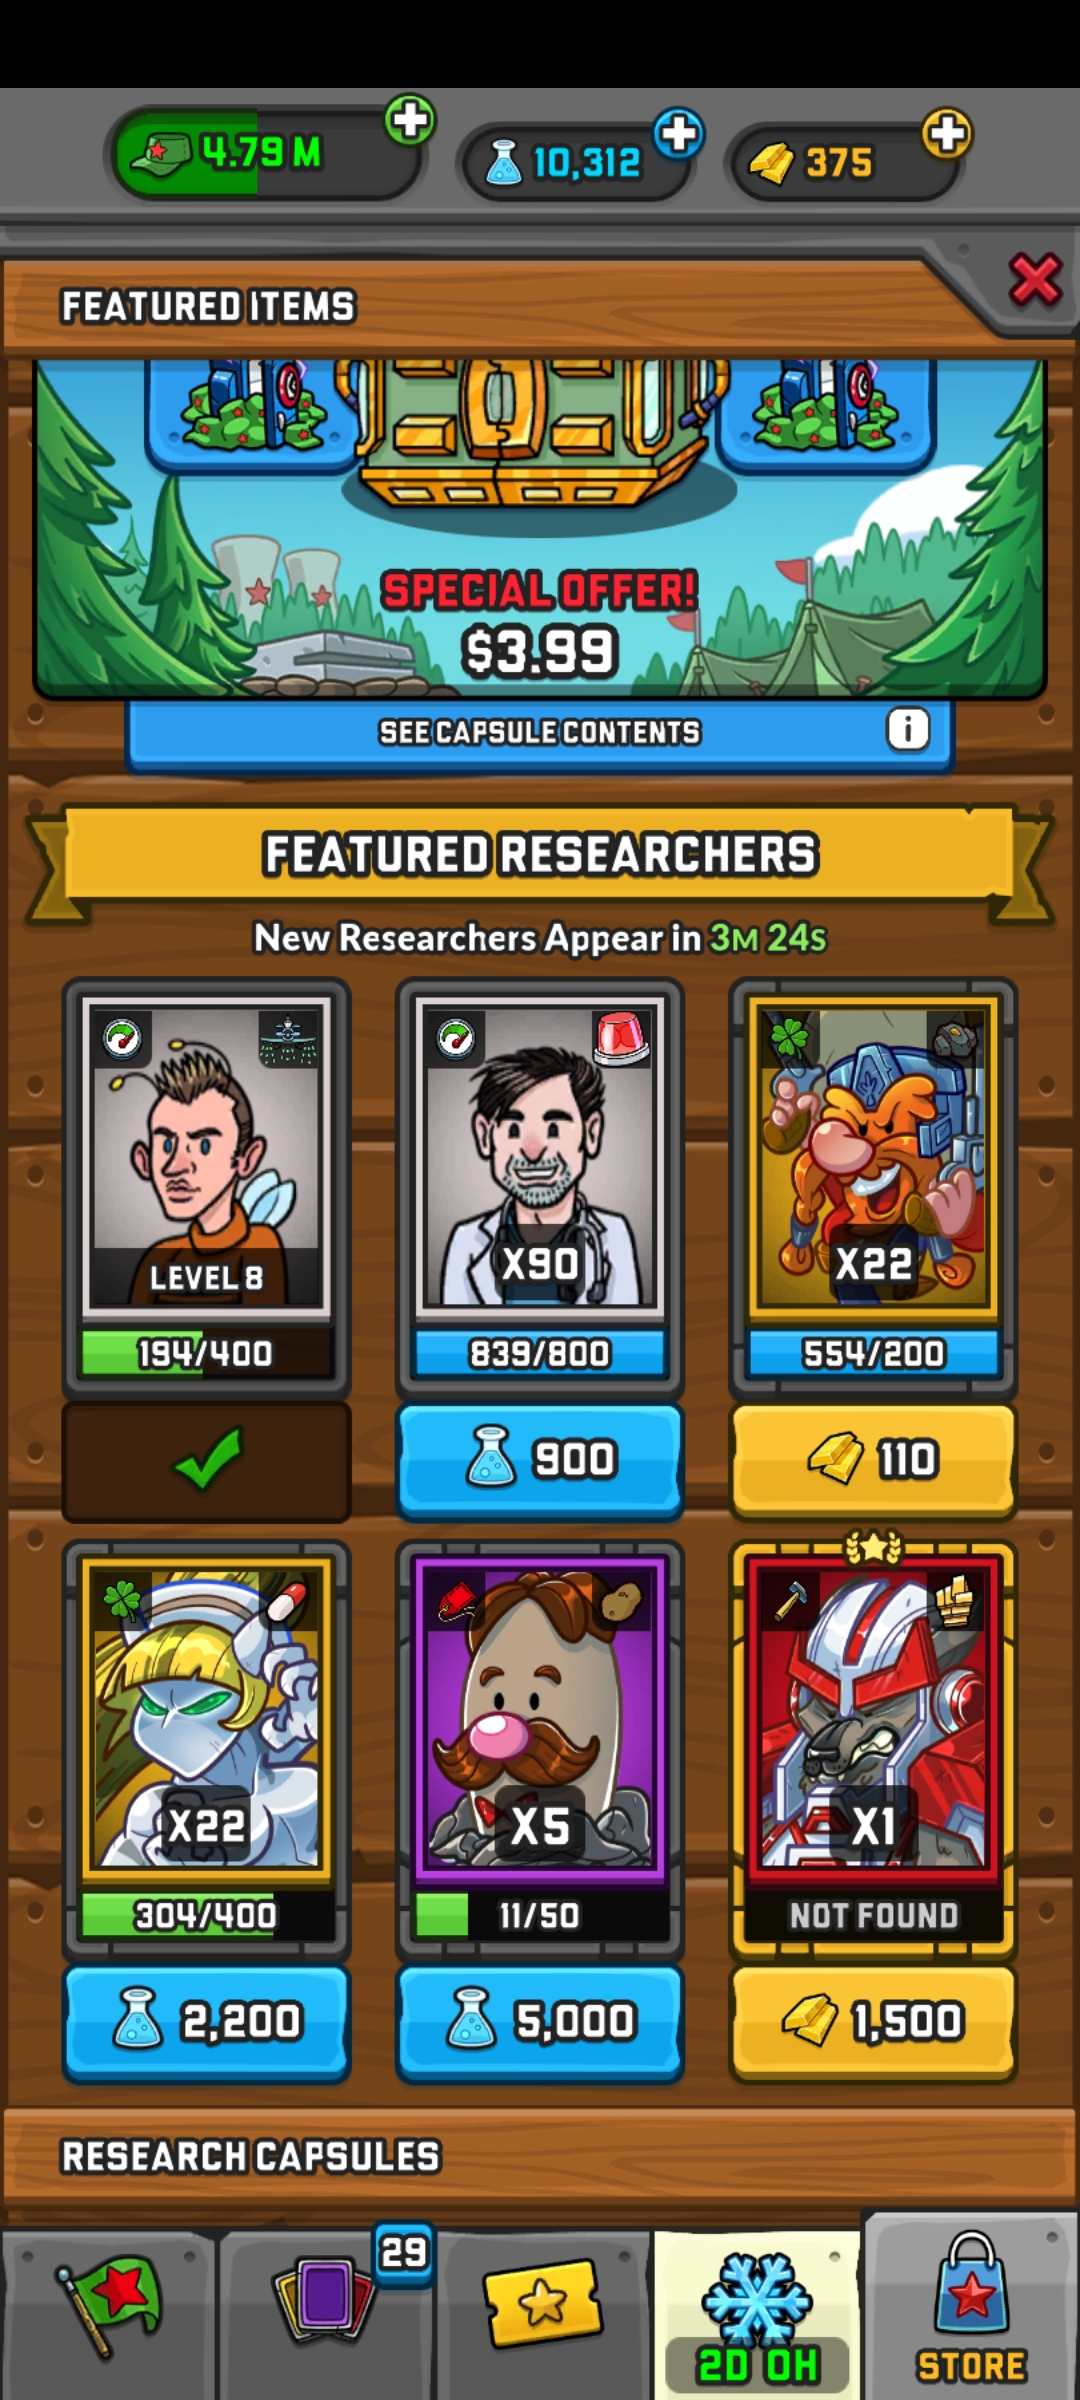 4.79 M
10,312
375
FEATURED ITEMS
SPECIAL OFFER!
$3.99
SEE CAPSULE CONTENTS
i
FEATURED RESEARCHERS
New Researchers Appear in 3M 24S
LEVEL 8
X90
X22
194/400
839/800
554/200
900
110
X22
X5
X1
304/400
11/50
NOT FOUND
2,200
5,000
1,500
RESEARCH CAPSULES
29
2D 0H
STORE